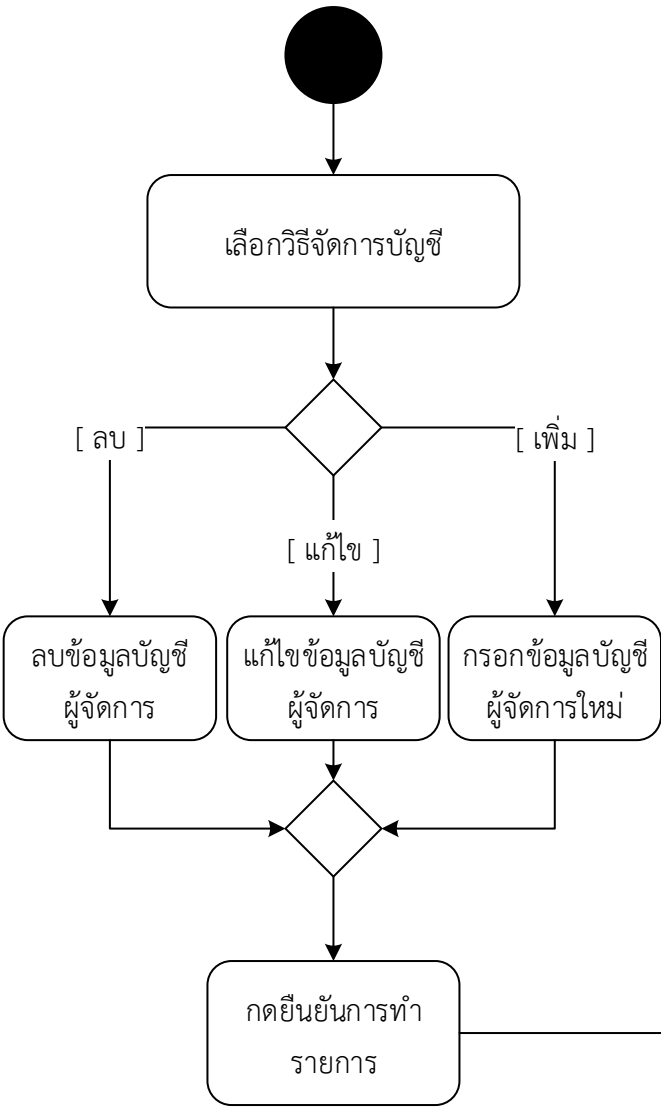 เลือกวิธีจัดการบัญชี
[ ลบ ]
[ เพิ่ม ]
[ แก้ไข ]
ลบข้อมูลบัญชี
ผู้จัดการ
แก้ไขข้อมูลบัญชี
ผู้จัดการ
กรอกข้อมูลบัญชี
ผู้จัดการใหม่
กดยืนยันการทำ
รายการ